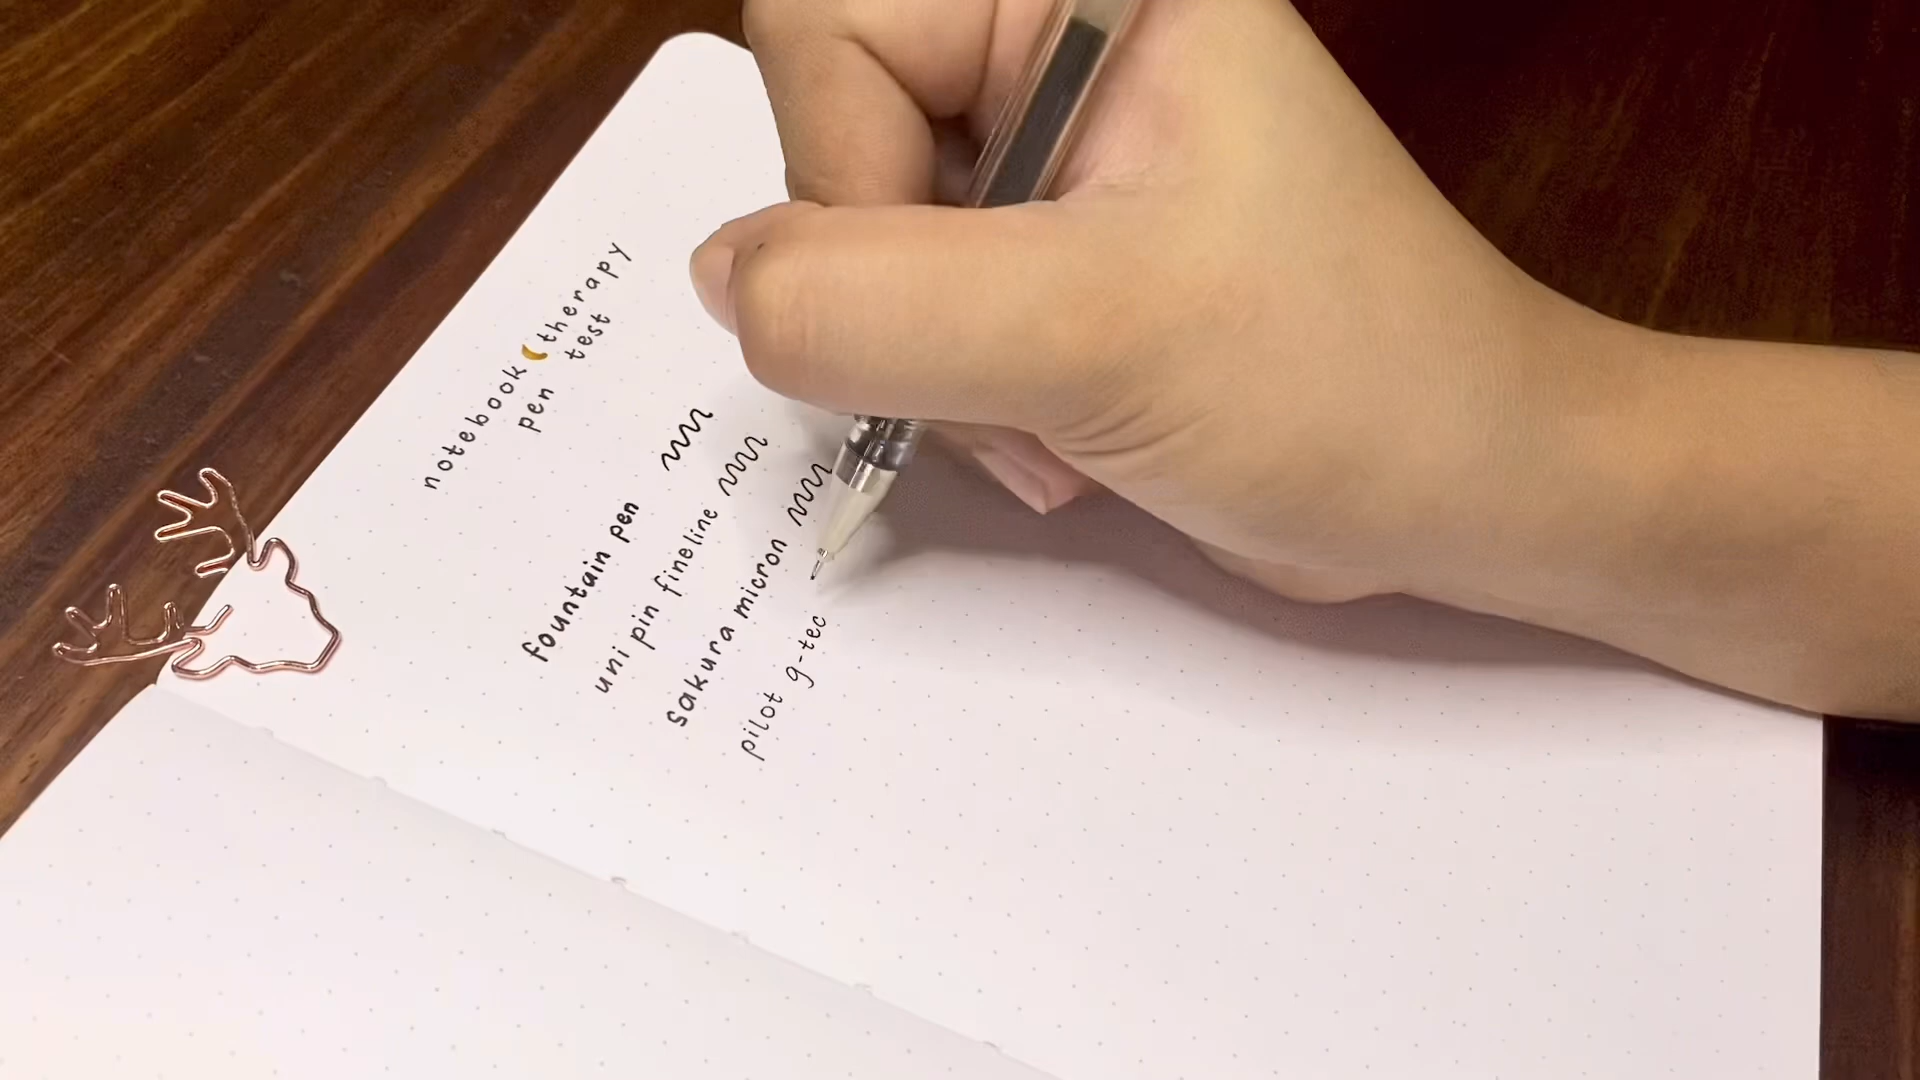 notebook therapy
pen test
fountain pen
uni pin fineline
sakura micron
pilot g-tec